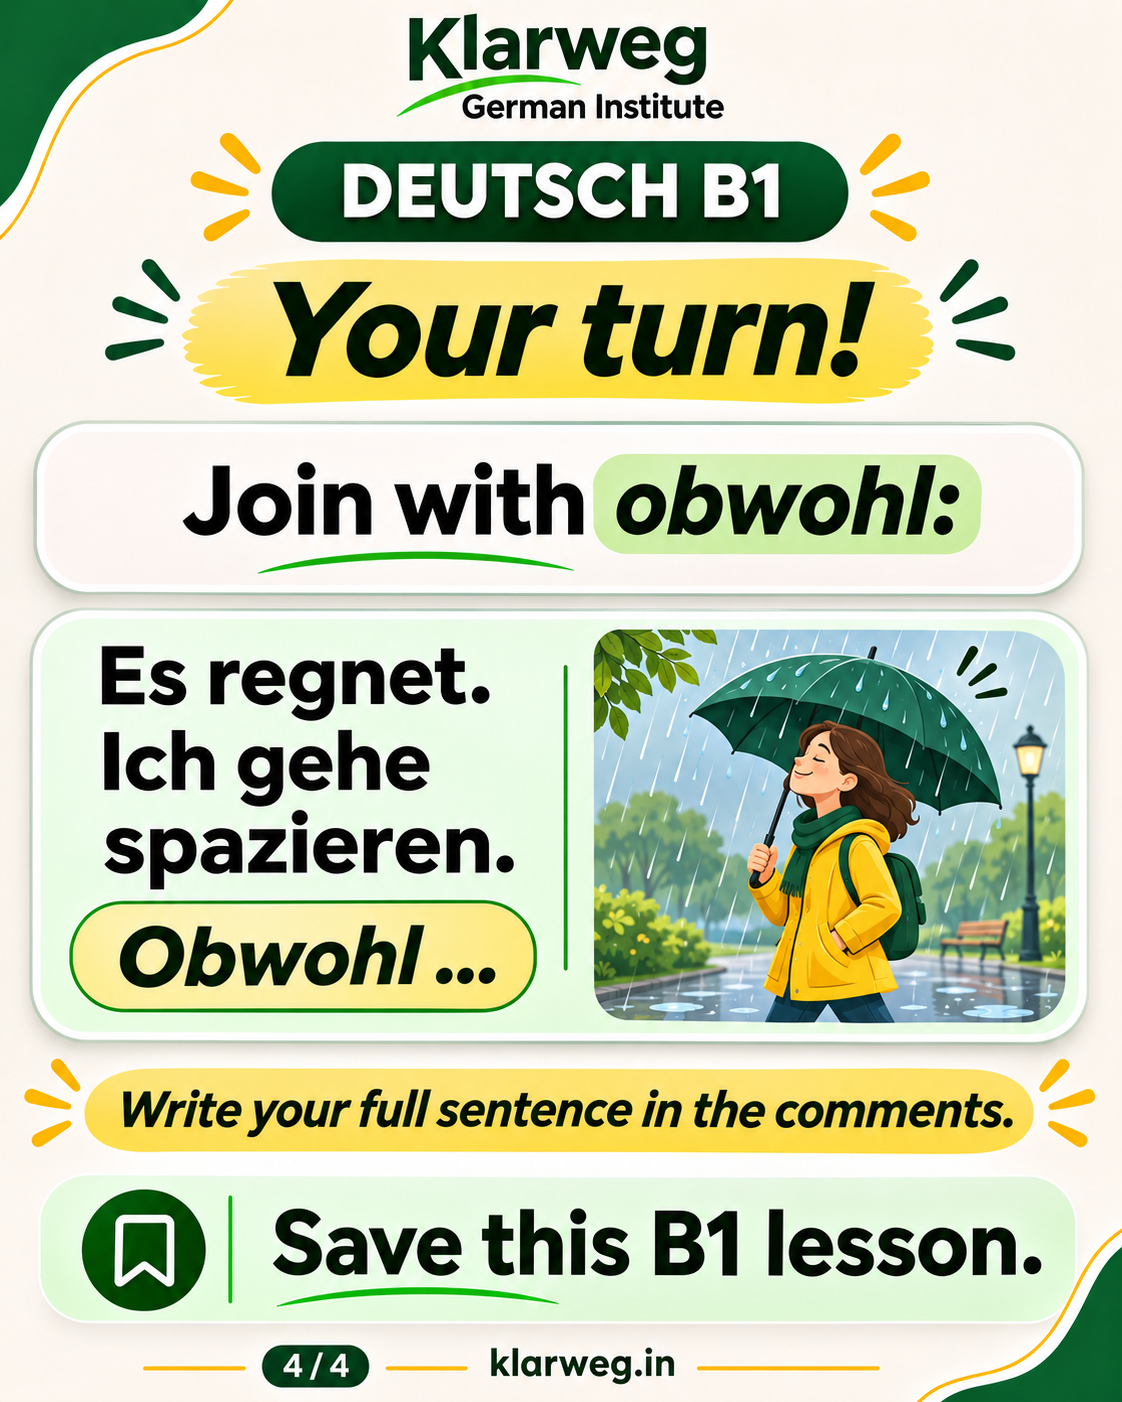 Klarweg
German Institute
DEUTSCH B1
Your turn!
Join with obwohl:
Es regnet.
Ich gehe
spazieren.
Obwohl ...
Write your full sentence in the comments.
Save this B1 lesson.
4 / 4
klarweg.in